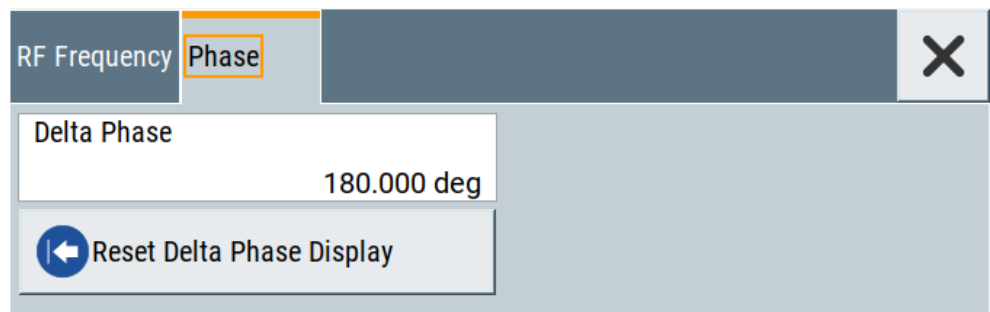 RF Frequency Phase
Delta Phase
180.000 deg
Reset Delta Phase Display